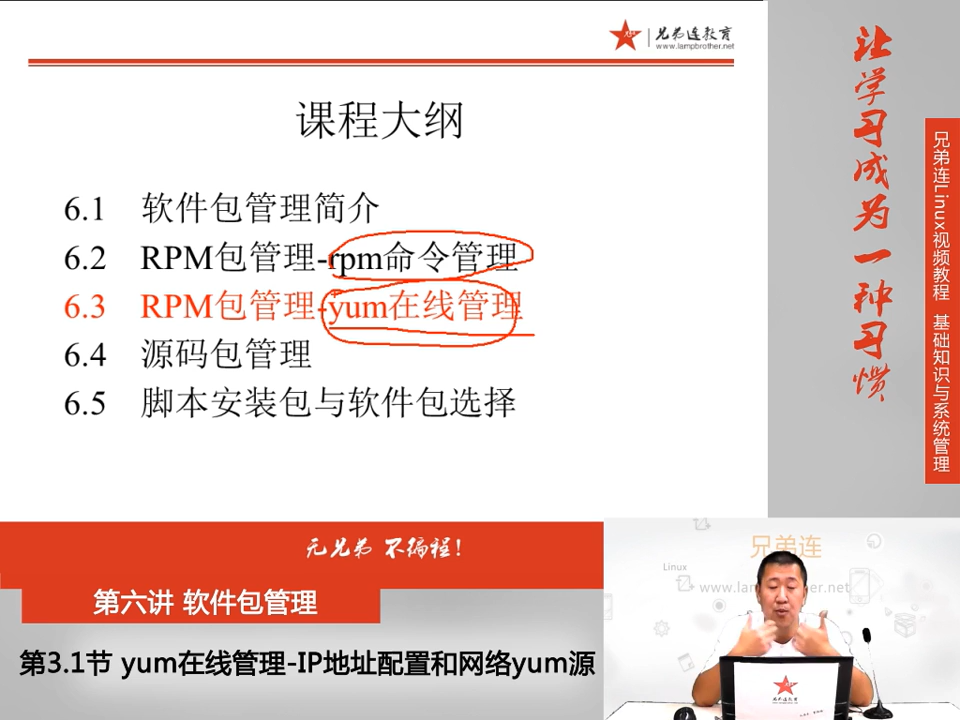 兄弟连教育
www.lampbrother.net
课程大纲
6.1 软件包管理简介
6.2 RPM包管理-rpm命令管理
6.3 RPM包管理-yum在线管理
6.4 源码包管理
6.5 脚本安装包与软件包选择
让学习成为一种习惯
兄弟连Linux视频教程 基础知识与系统管理
无兄弟 不编程!
第六讲 软件包管理
第3.1节 yum在线管理-IP地址配置和网络yum源
兄弟连
Linux